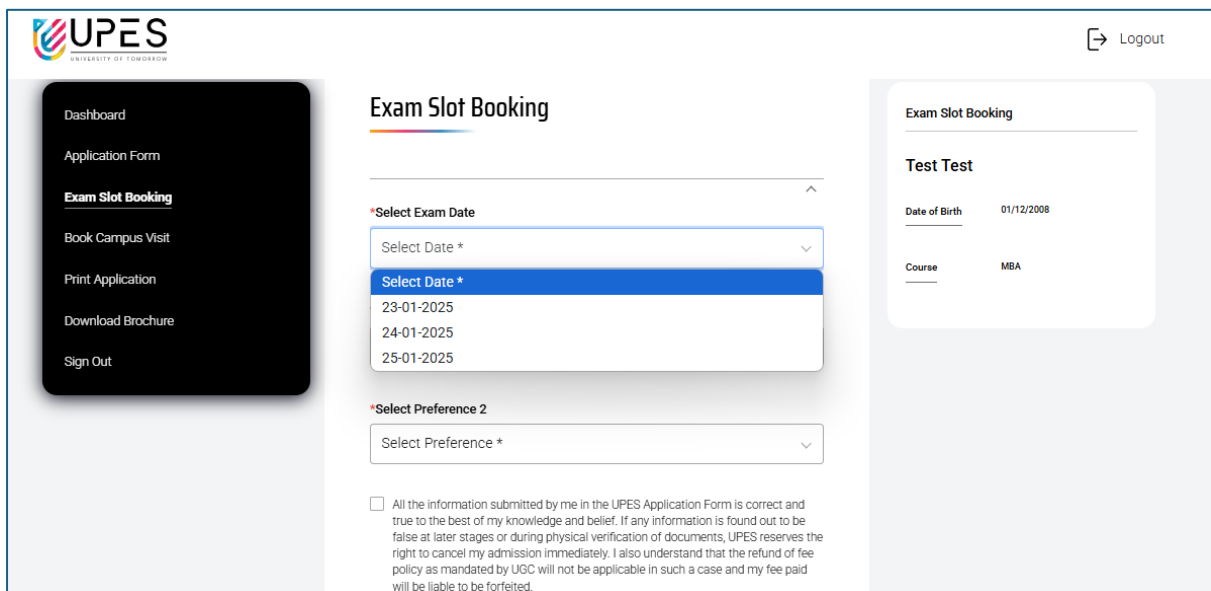 UPES
UNIVERSITY OF TOMORROW
Logout
Dashboard
Application Form
Exam Slot Booking
Book Campus Visit
Print Application
Download Brochure
Sign Out
Exam Slot Booking
*Select Exam Date
Select Date *
Select Date *
23-01-2025
24-01-2025
25-01-2025
*Select Preference 2
Select Preference *
All the information submitted by me in the UPES Application Form is correct and
true to the best of my knowledge and belief. If any information is found out to be
false at later stages or during physical verification of documents, UPES reserves the
right to cancel my admission immediately. I also understand that the refund of fee
policy as mandated by UGC will not be applicable in such a case and my fee paid
will be liable to be forfeited.
Exam Slot Booking
Test Test
Date of Birth 01/12/2008
Course MBA